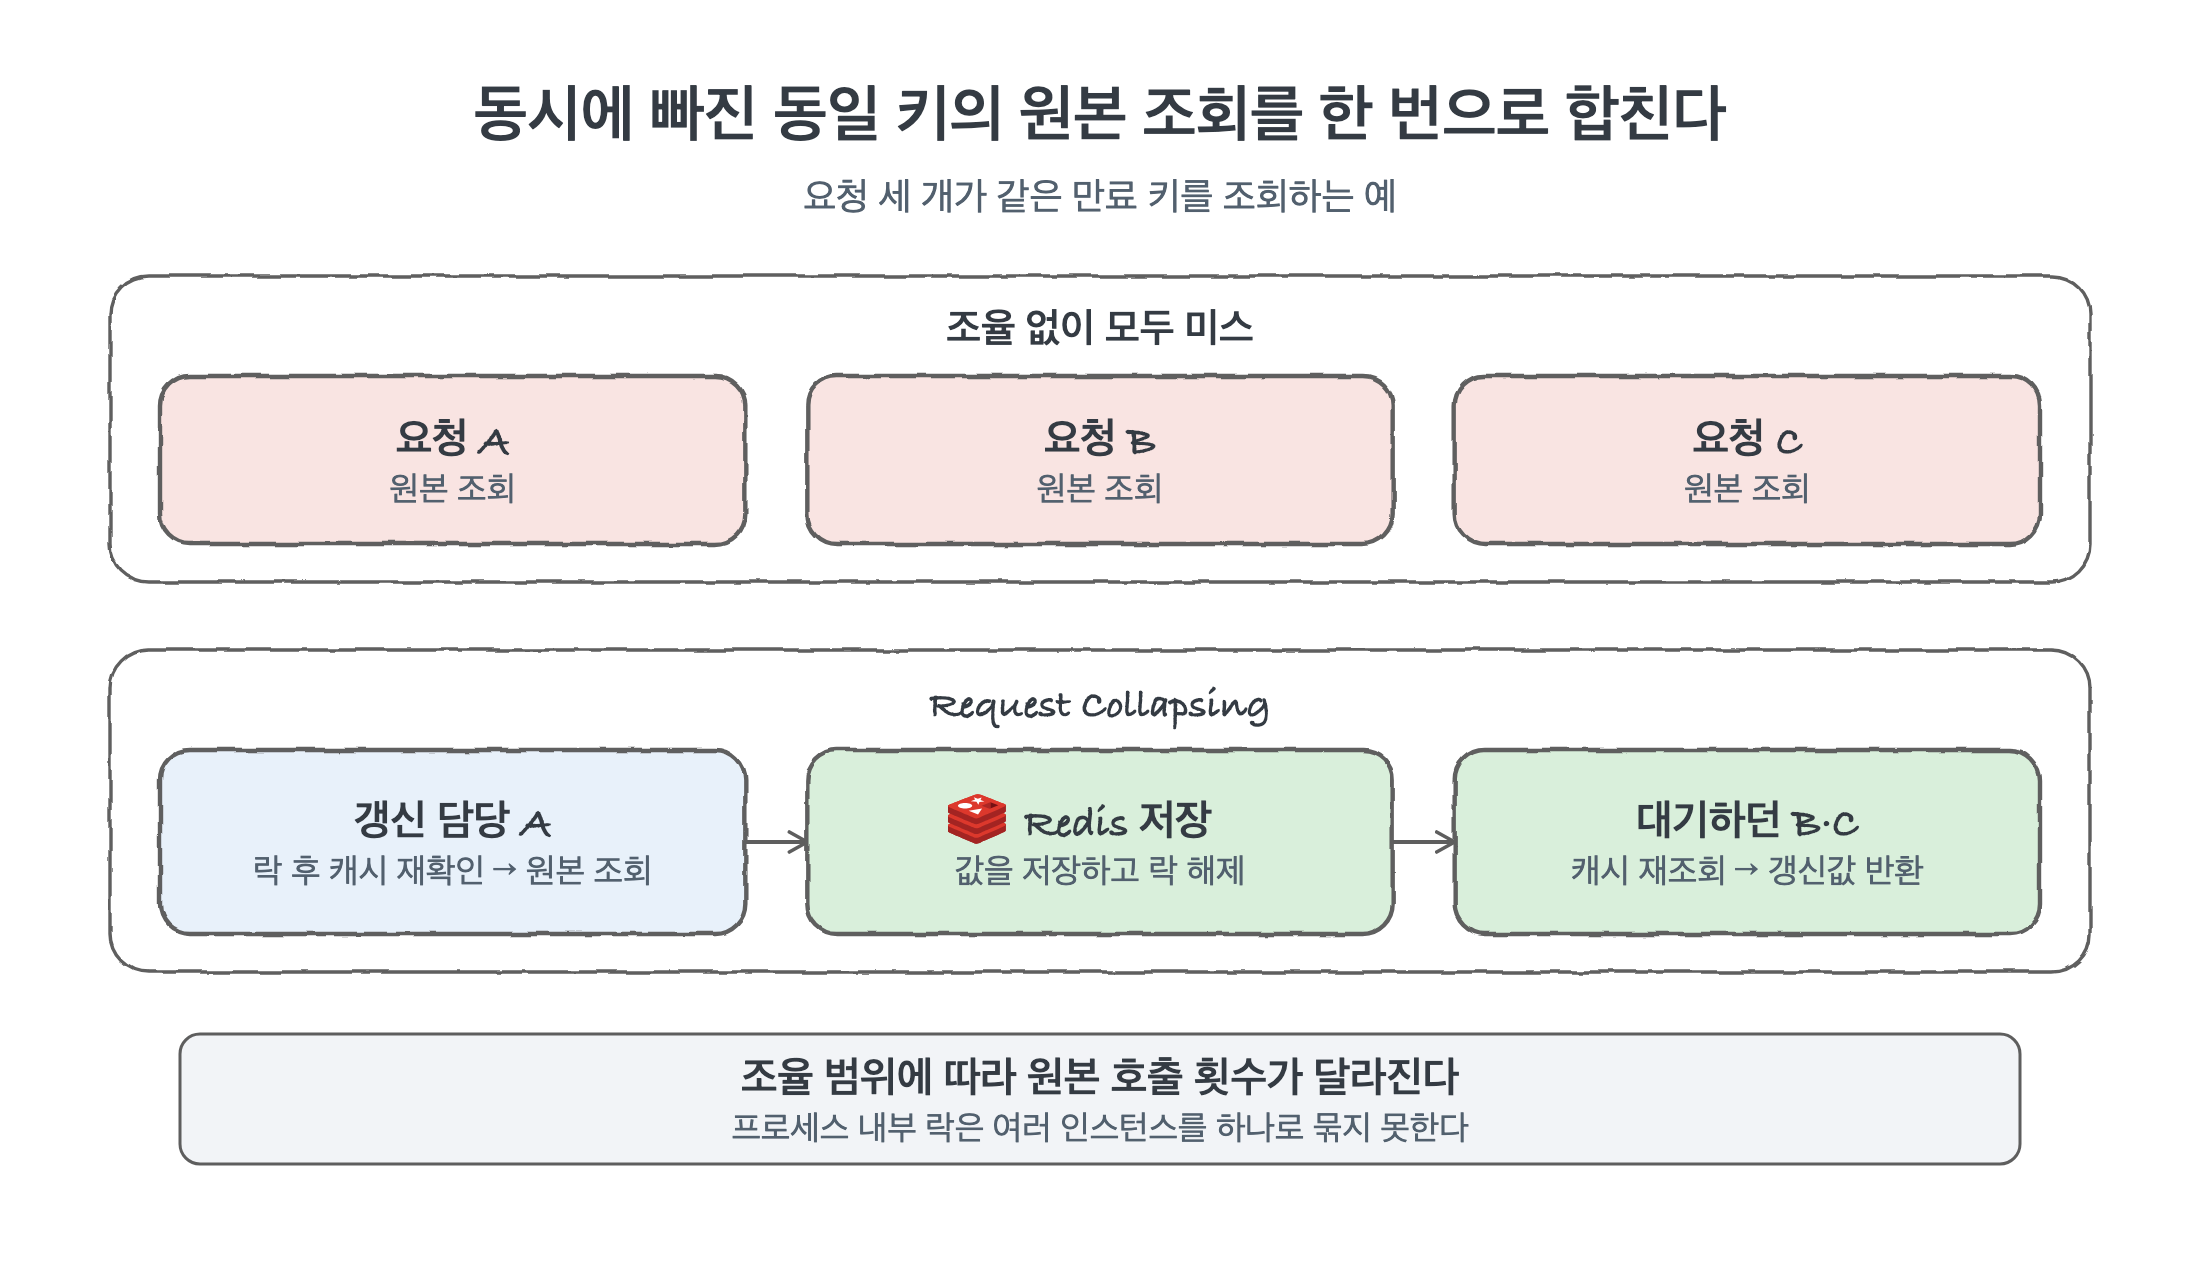 동시에 빠진 동일 키의 원본 조회를 한 번으로 합친다
요청 세 개가 같은 만료 키를 조회하는 예
조율 없이 모두 미스
요청 A
원본 조회
요청 B
원본 조회
요청 C
원본 조회
Request Collapsing
갱신 담당 A
락 후 캐시 재확인 → 원본 조회
Redis 저장
값을 저장하고 락 해제
대기하던 B·C
캐시 재조회 → 갱신값 반환
조율 범위에 따라 원본 호출 횟수가 달라진다
프로세스 내부 락은 여러 인스턴스를 하나로 묶지 못한다